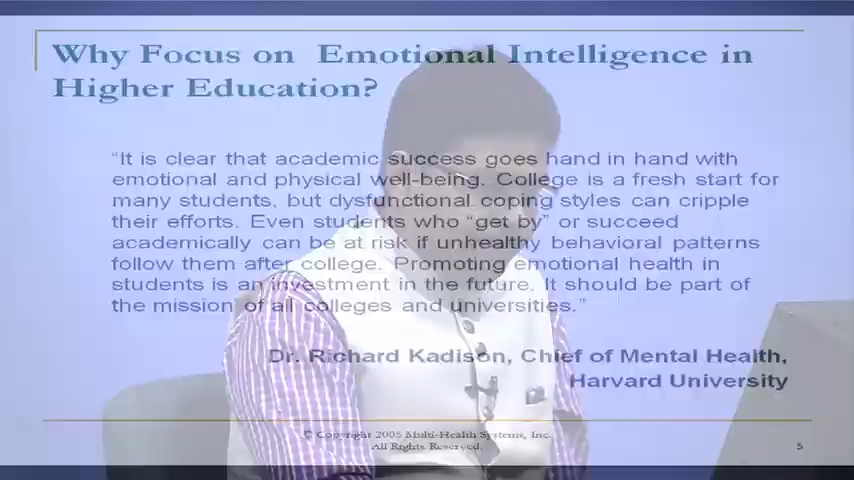 Why Focus on Emotional Intelligence in
Higher Education?
"It is clear that academic success goes hand in hand with
emotional and physical well-being. College is a fresh start for
many students, but dysfunctional coping styles can cripple
their efforts. Even students who "get by" or succeed
academically can be at risk if unhealthy behavioral patterns
follow them after college. Promoting emotional health in
students is an investment in the future. It should be part of
the mission of all colleges and universities."
Dr. Richard Kadison, Chief of Mental Health,
Harvard University
© Copyright 2005 Multi-Health Systems, Inc.
All Rights Reserved.
5